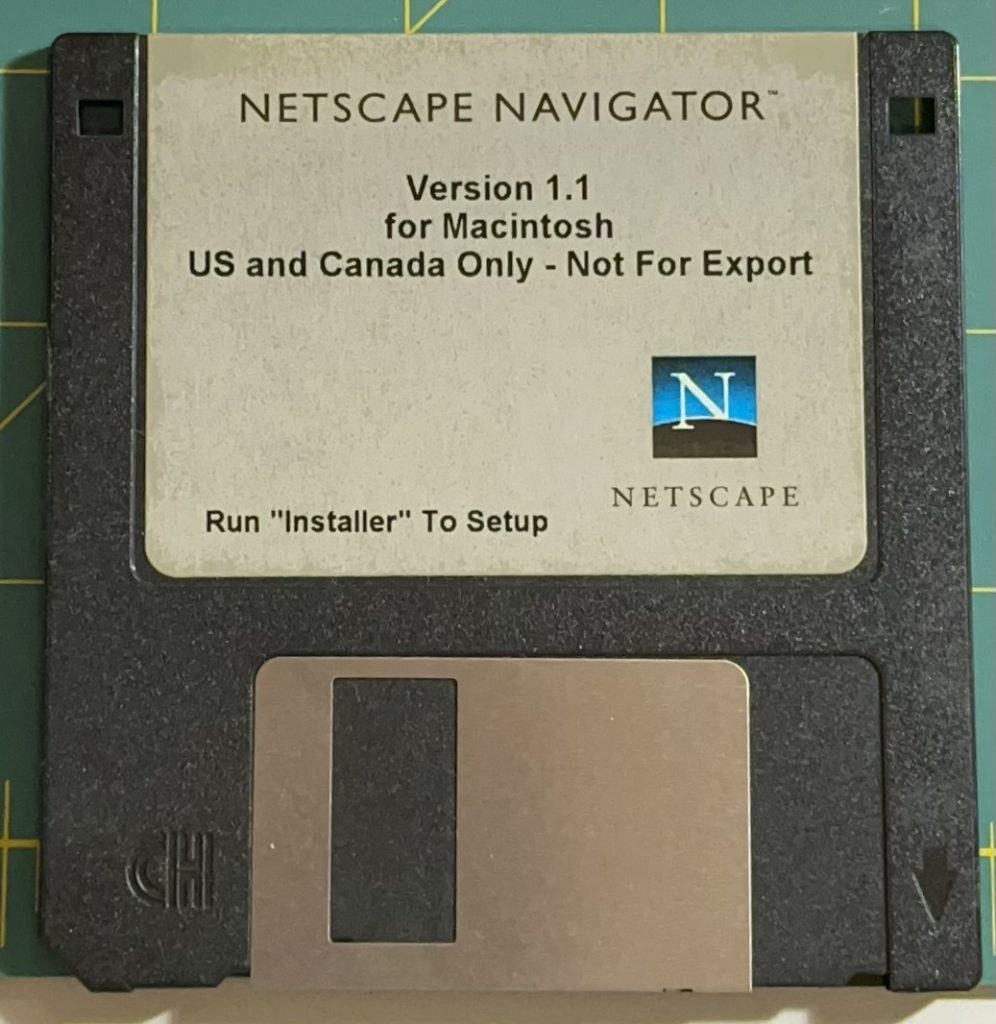 NETSCAPE NAVIGATOR™
Version 1.1
for Macintosh
US and Canada Only - Not For Export
N
NETSCAPE
Run "Installer" To Setup